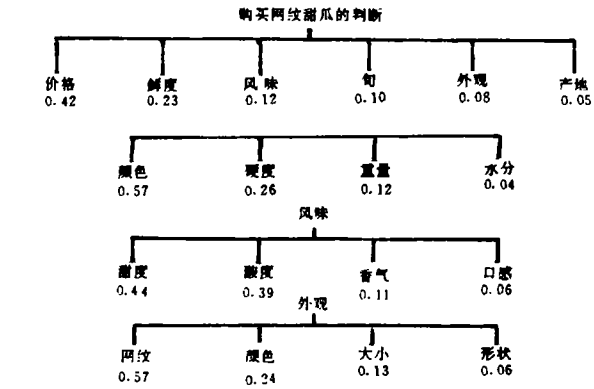 购买网纹甜瓜的判断
价格 鲜度 风味 旬 外观 产地
0.42 0.23 0.12 0.10 0.08 0.05
颜色 硬度 重量 水分
0.57 0.26 0.12 0.04
风味
甜度 酸度 香气 口感
0.44 0.39 0.11 0.06
外观
网纹 颜色 大小 形状
0.57 0.24 0.13 0.06